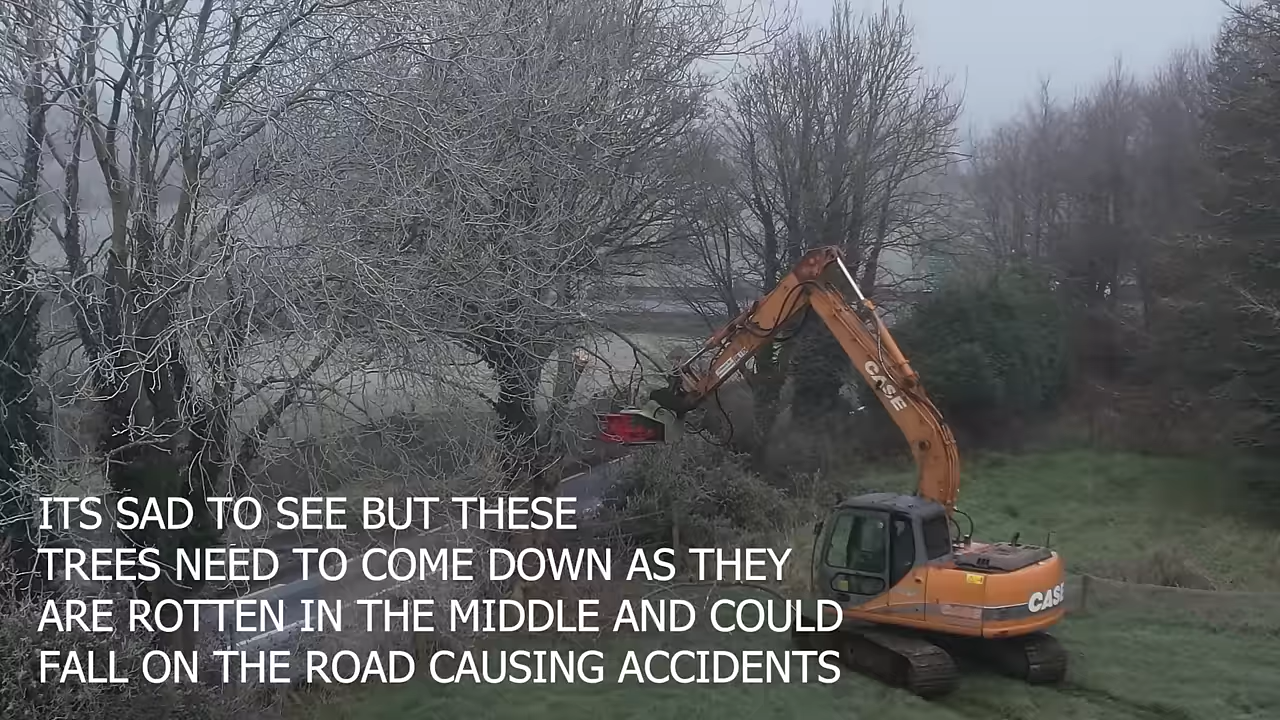 ITS SAD TO SEE BUT THESE
TREES NEED TO COME DOWN AS THEY
ARE ROTTEN IN THE MIDDLE AND COULD
FALL ON THE ROAD CAUSING ACCIDENTS
CASE
CASE